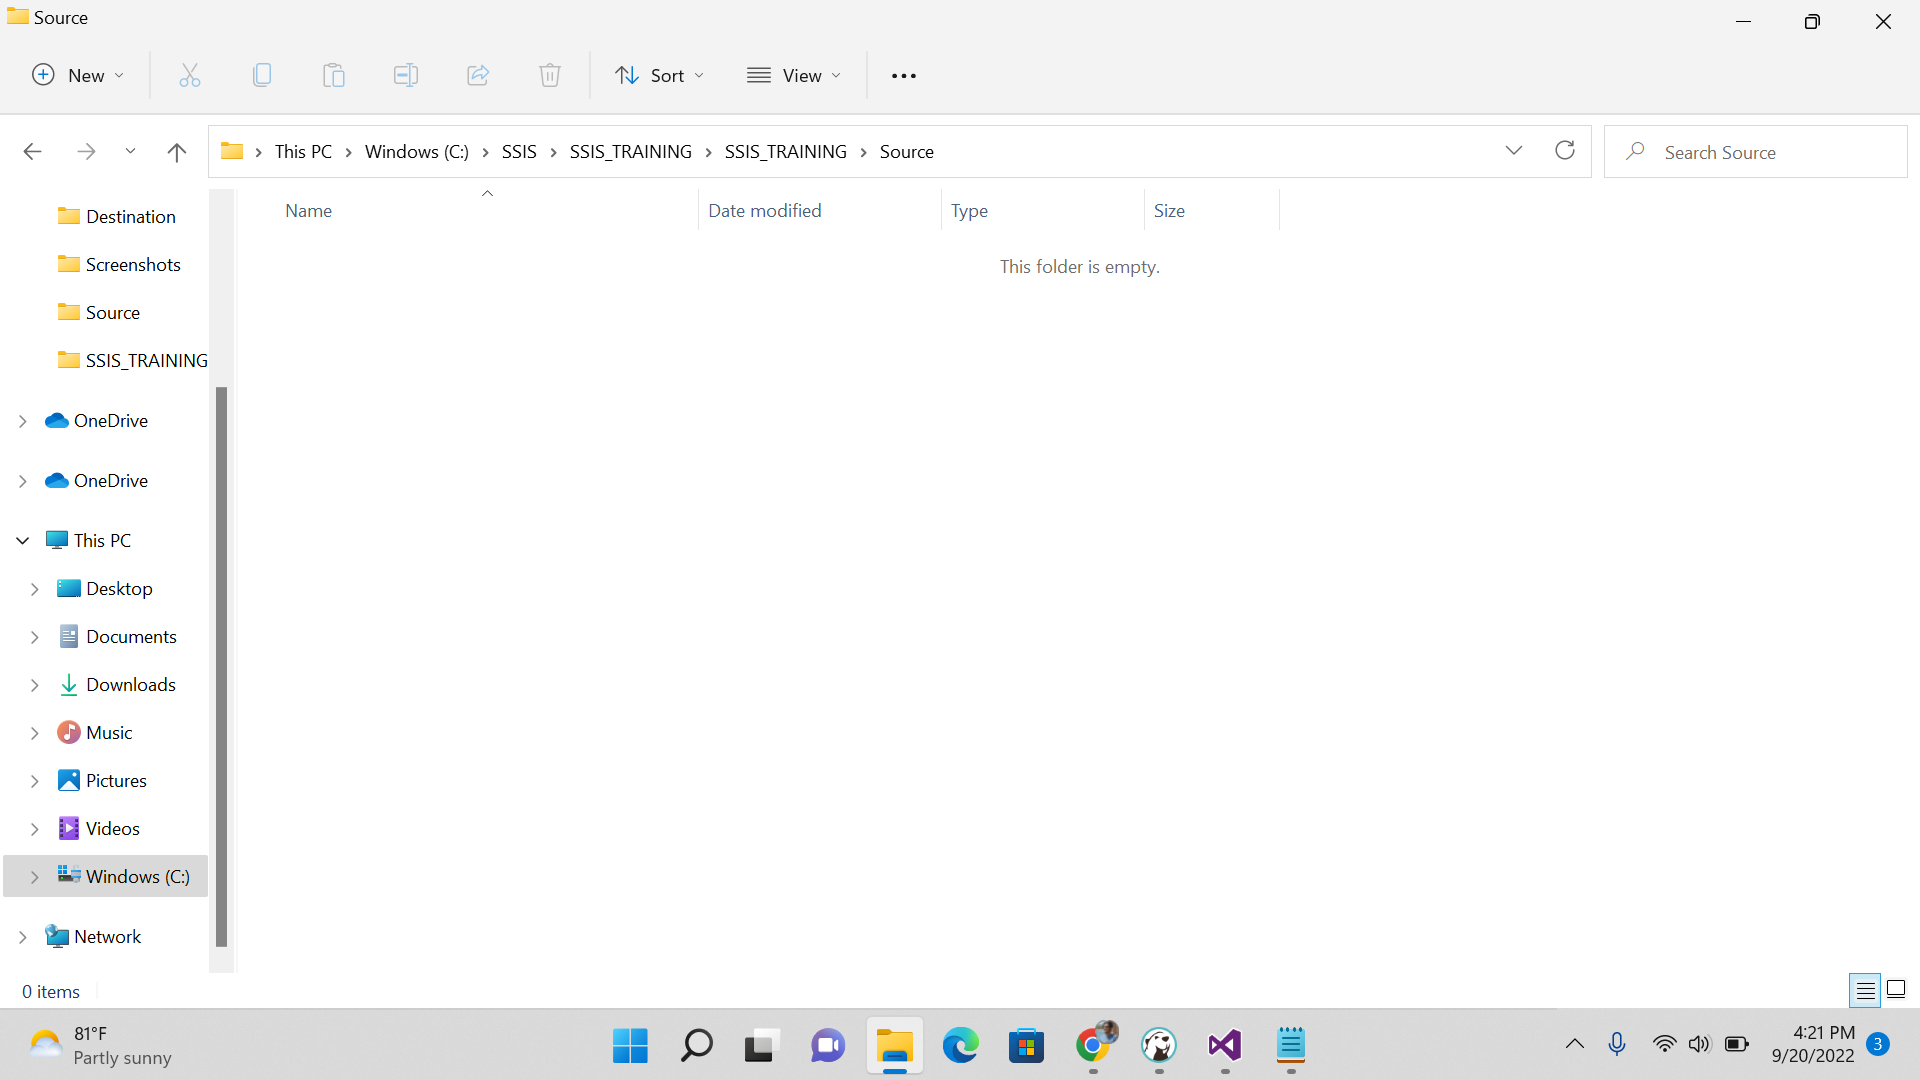 Source
New
Sort
View
This PC > Windows (C:) > SSIS > SSIS_TRAINING > SSIS_TRAINING > Source
Search Source
Name
Date modified
Type
Size
This folder is empty.
Destination
Screenshots
Source
SSIS_TRAINING
OneDrive
OneDrive
This PC
Desktop
Documents
Downloads
Music
Pictures
Videos
Windows (C:)
Network
0 items
81°F
Partly sunny
4:21 PM
9/20/2022
3